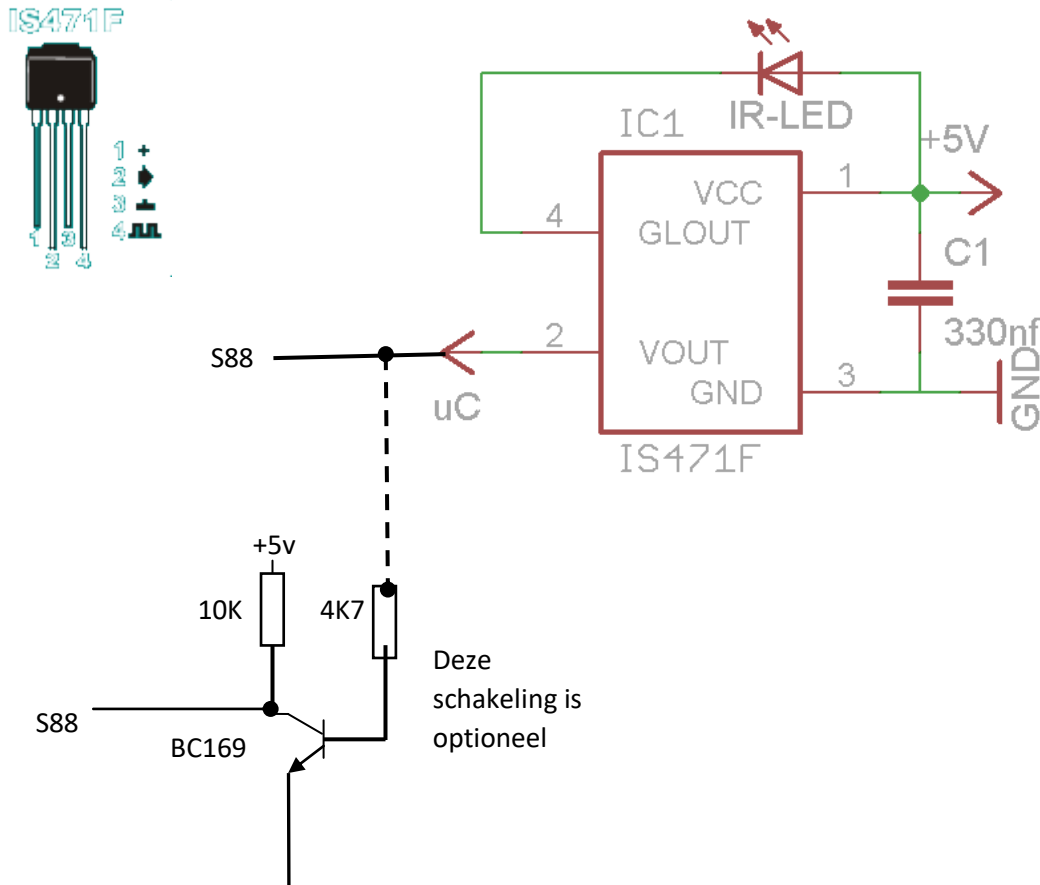 IS471F
1 +
2
3
4
1
3
2
4
IR-LED
IC1
+5V
1
VCC
4
GLOUT
C1
330nf
S88
2
VOUT
3
GND
GND
uC
IS471F
+5v
10K
4K7
Deze
schakeling is
optioneel
S88
BC169